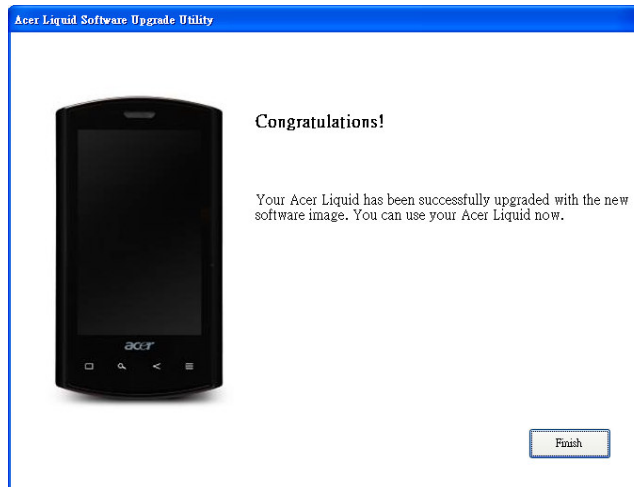 Acer Liquid Software Upgrade Utility
Congratulations!
Your Acer Liquid has been successfully upgraded with the new
software image. You can use your Acer Liquid now.
acer
Finish